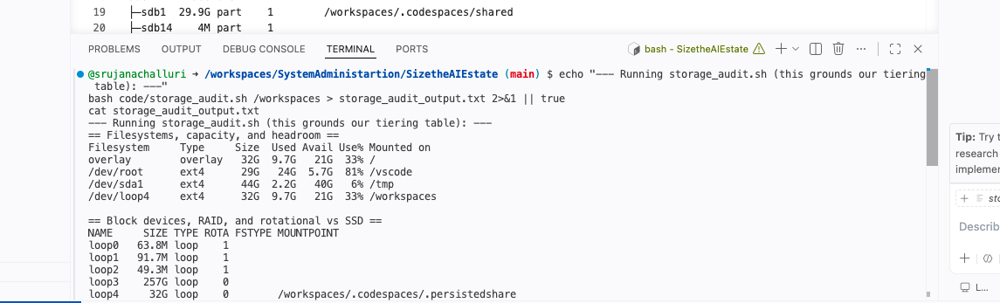 19 ├─sdb1 29.9G part 1 /workspaces/.codespaces/shared
20 ├─sdb14 4M part 1
PROBLEMS OUTPUT DEBUG CONSOLE TERMINAL PORTS bash - SizetheAIEstate
@srujanachalluri → /workspaces/SystemAdministartion/SizetheAIEstate (main) $ echo "--- Running storage_audit.sh (this grounds our tiering
table): ---"
bash code/storage_audit.sh /workspaces > storage_audit_output.txt 2>&1 || true
cat storage_audit_output.txt
--- Running storage_audit.sh (this grounds our tiering table): ---
== Filesystems, capacity, and headroom ==
Filesystem Type Size Used Avail Use% Mounted on
overlay overlay 32G 9.7G 21G 33% /
/dev/root ext4 29G 24G 5.7G 81% /vscode
/dev/sda1 ext4 44G 2.2G 40G 6% /tmp
/dev/loop4 ext4 32G 9.7G 21G 33% /workspaces
== Block devices, RAID, and rotational vs SSD ==
NAME SIZE TYPE ROTA FSTYPE MOUNTPOINT
loop0 63.8M loop 1
loop1 91.7M loop 1
loop2 49.3M loop 1
loop3 257G loop 0
loop4 32G loop 0 /workspaces/.codespaces/.persistedshare
Tip: Try t
research
implemen
sto
Describ
L...